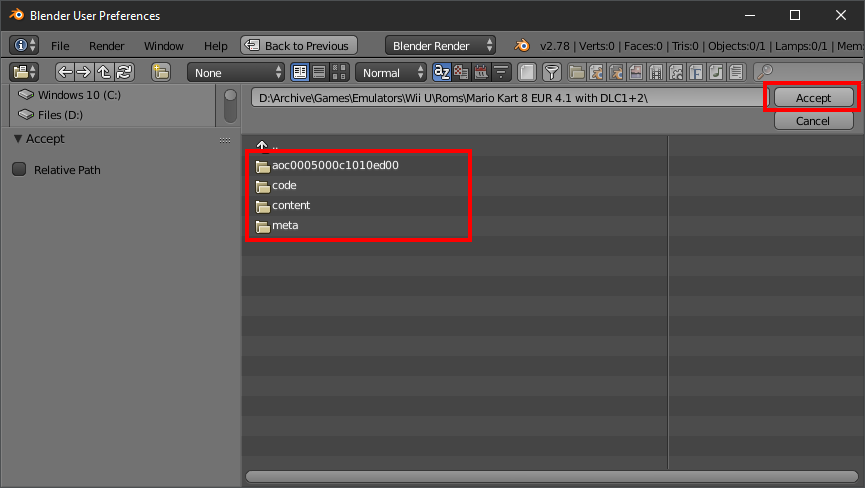 Blender User Preferences
File Render Window Help Back to Previous Blender Render v2.78 | Verts:0 | Faces:0 | Tris:0 | Objects:0/1 | Lamps:0/1 | Mem:
None Normal
Windows 10 (C:)
Files (D:)
D:\Archive\Games\Emulators\Wii U\Roms\Mario Kart 8 EUR 4.1 with DLC1+2\ Accept
Cancel
Accept
Relative Path
..
aoc0005000c1010ed00
code
content
meta